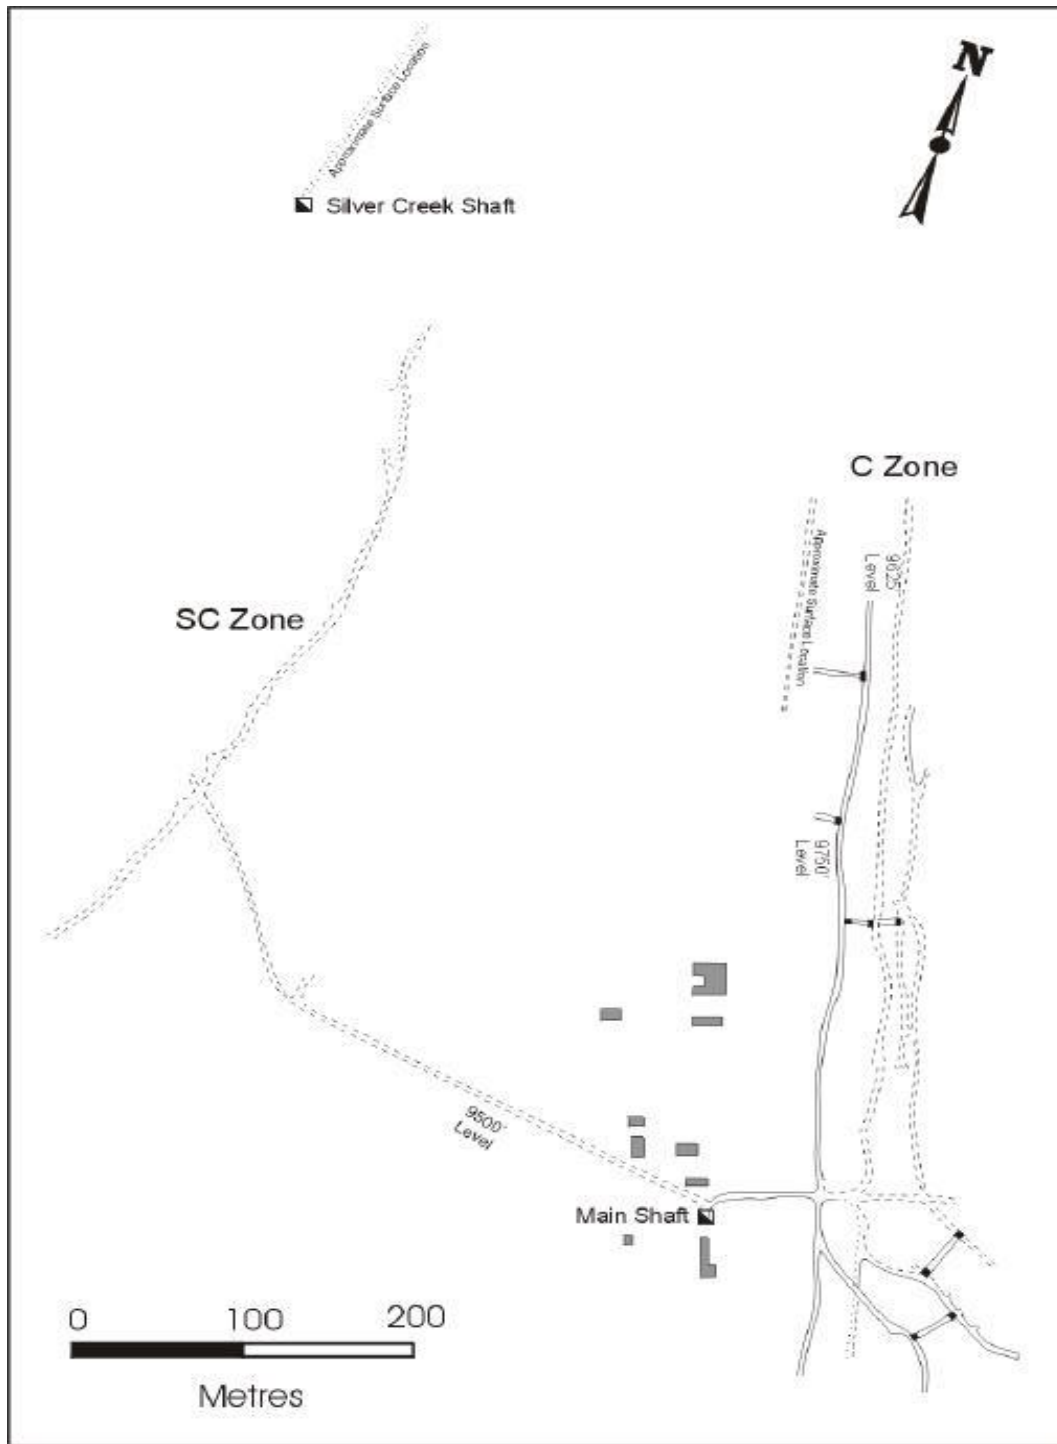 N
Approximate Surface Location
Silver Creek Shaft
C Zone
Approximate Surface Location
9625'
Level
SC Zone
9750'
Level
9500'
Level
Main Shaft
0 100 200
Metres